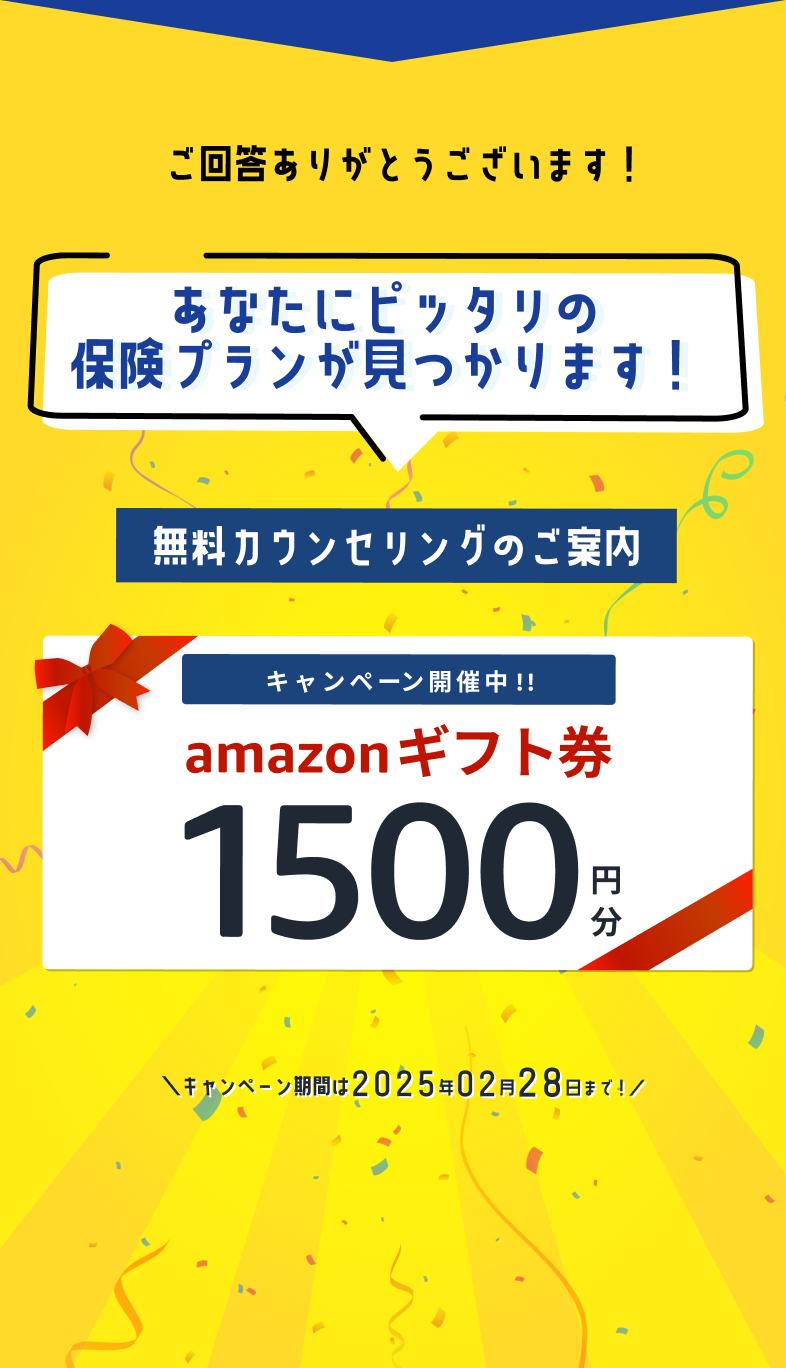 ご回答ありがとうございます！
あなたにピッタリの
保険プランが見つかります！
無料カウンセリングのご案内
キャンペーン開催中!!
amazonギフト券
1500円分
＼キャンペーン期間は2025年02月28日まで！／